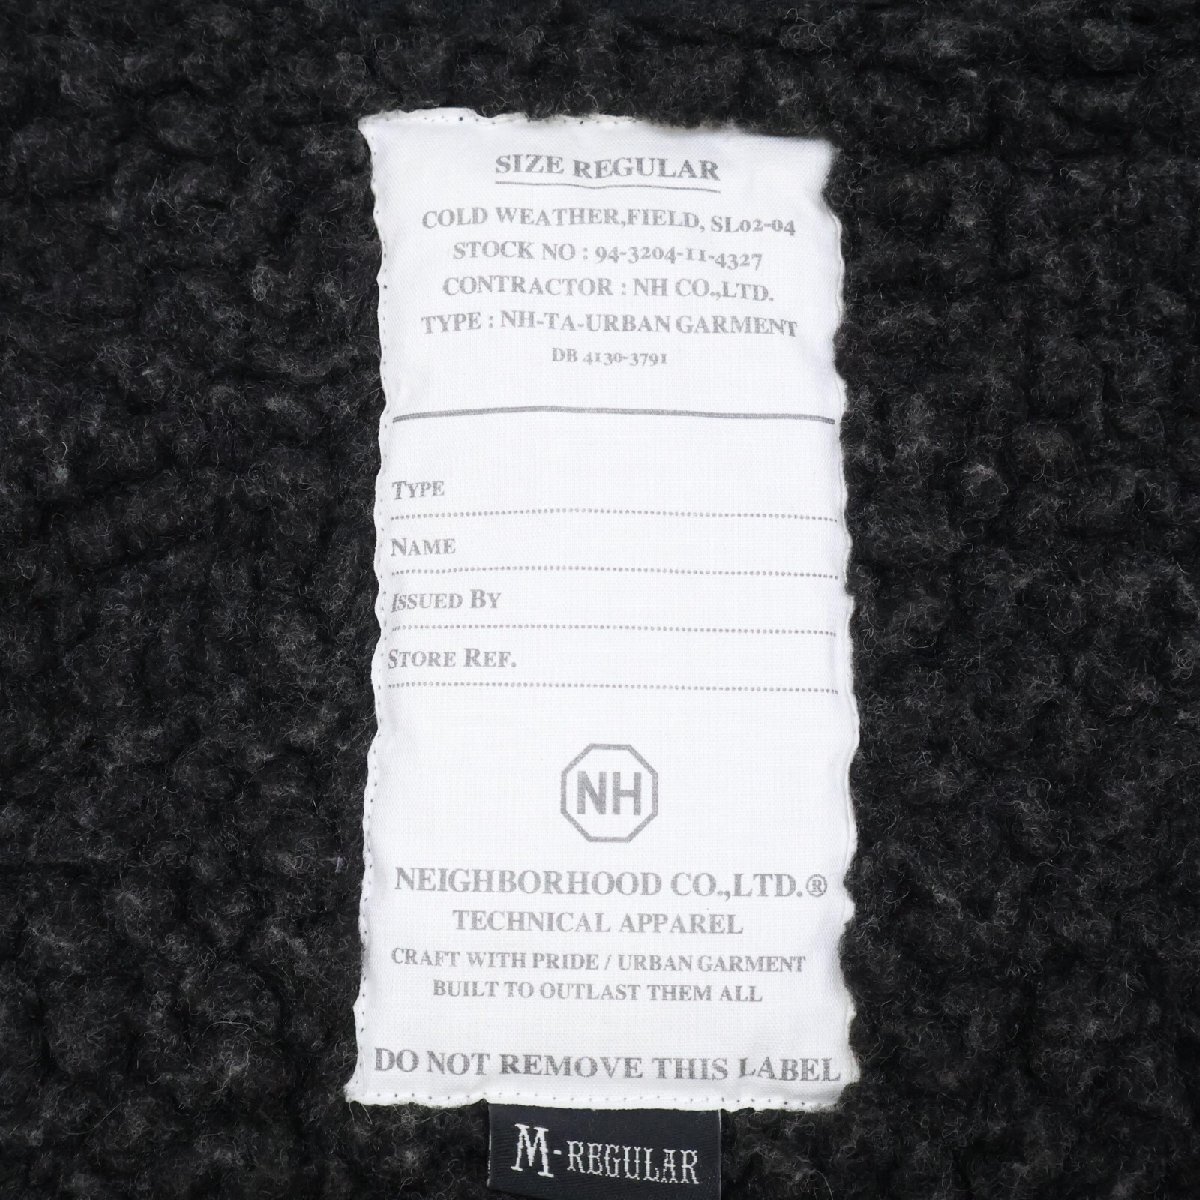 SIZE REGULAR
COLD WEATHER,FIELD, SL02-04
STOCK NO : 94-3204-11-4327
CONTRACTOR : NH CO.,LTD.
TYPE : NH-TA-URBAN GARMENT
DB 4130-3791
TYPE
NAME
ISSUED BY
STORE REF.
NH
NEIGHBORHOOD CO.,LTD.®
TECHNICAL APPAREL
CRAFT WITH PRIDE / URBAN GARMENT
BUILT TO OUTLAST THEM ALL
DO NOT REMOVE THIS LABEL
M-REGULAR